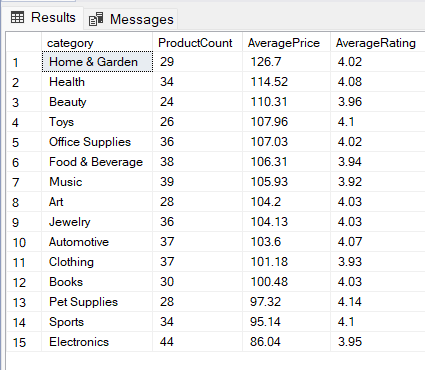 Results Messages
category ProductCount AveragePrice AverageRating
1 Home & Garden 29 126.7 4.02
2 Health 34 114.52 4.08
3 Beauty 24 110.31 3.96
4 Toys 26 107.96 4.1
5 Office Supplies 36 107.03 4.02
6 Food & Beverage 38 106.31 3.94
7 Music 39 105.93 3.92
8 Art 28 104.2 4.03
9 Jewelry 36 104.13 4.03
10 Automotive 37 103.6 4.07
11 Clothing 37 101.18 3.93
12 Books 30 100.48 4.03
13 Pet Supplies 28 97.32 4.14
14 Sports 34 95.14 4.1
15 Electronics 44 86.04 3.95